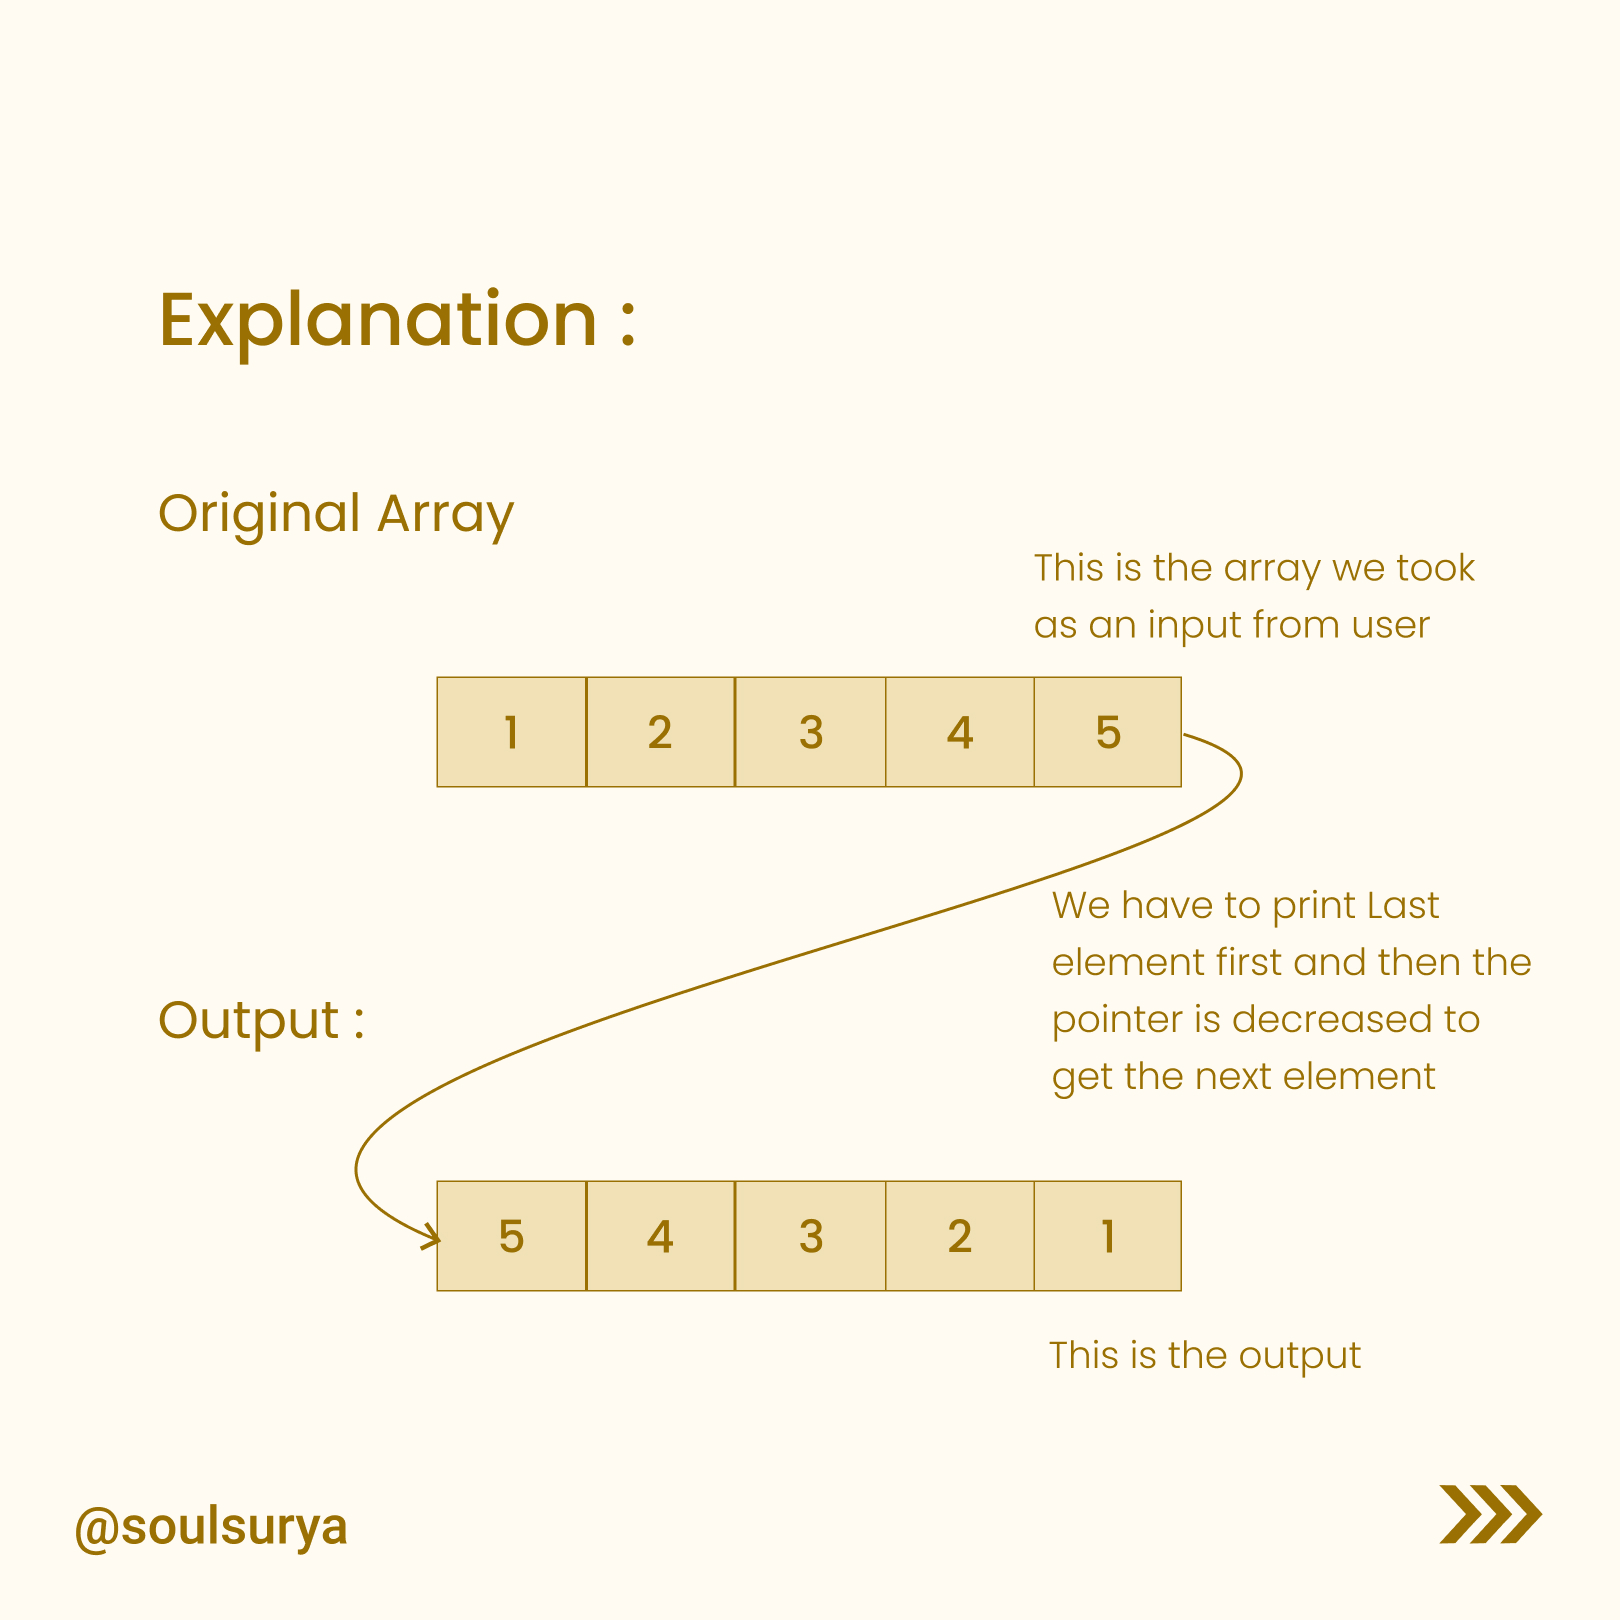 Explanation :
Original Array
This is the array we took
as an input from user
1 2 3 4 5
We have to print Last
element first and then the
pointer is decreased to
get the next element
Output :
5 4 3 2 1
This is the output
@soulsurya